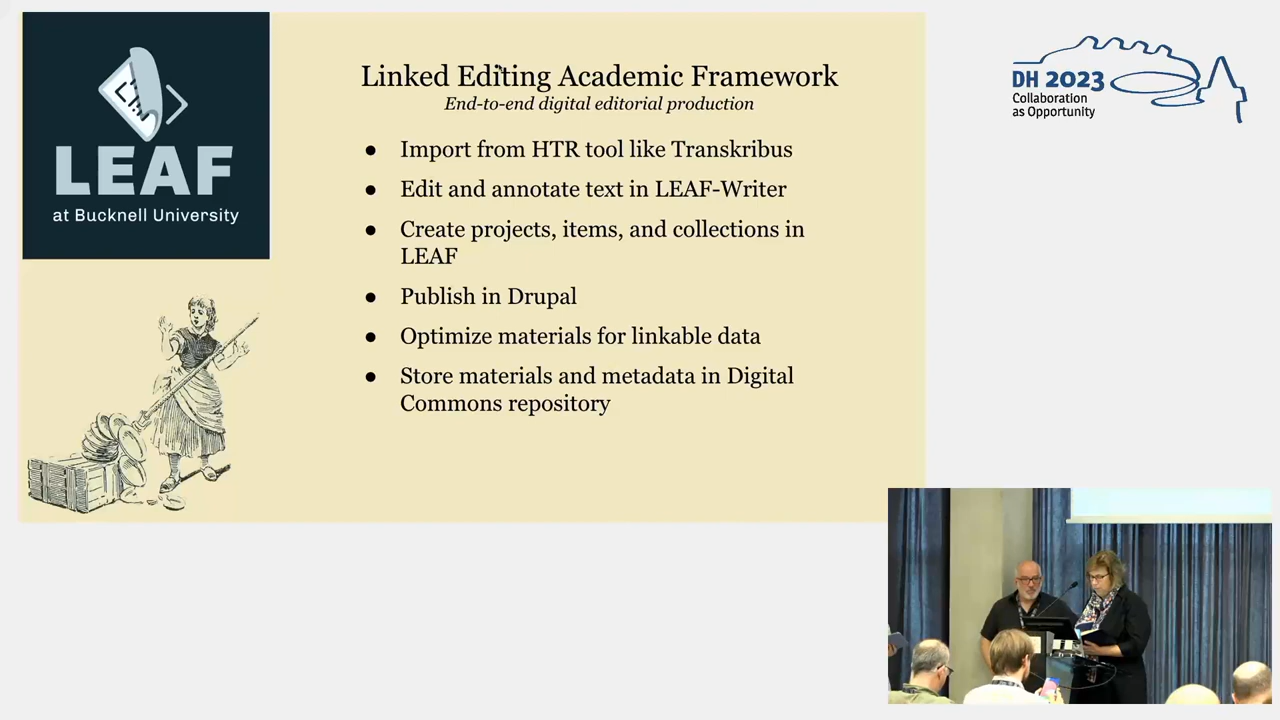 LEAF
at Bucknell University
Linked Editing Academic Framework
End-to-end digital editorial production
● Import from HTR tool like Transkribus
● Edit and annotate text in LEAF-Writer
● Create projects, items, and collections in
LEAF
● Publish in Drupal
● Optimize materials for linkable data
● Store materials and metadata in Digital
Commons repository
DH 2023
Collaboration
as Opportunity